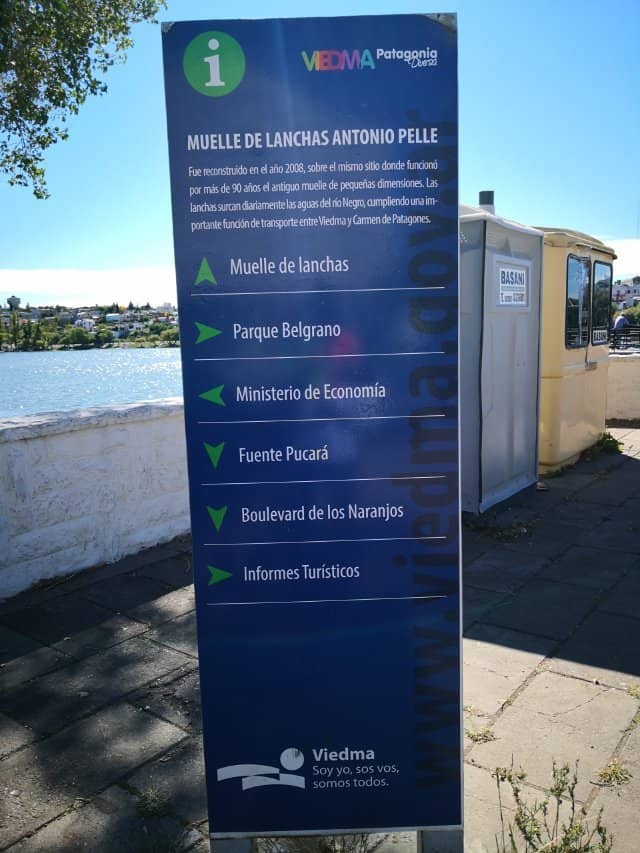 i
VIEDMA Patagonia
Diversa
MUELLE DE LANCHAS ANTONIO PELLE
Fue reconstruido en el año 2008, sobre el mismo sitio donde funcionó
por más de 90 años el antiguo muelle de pequeñas dimensiones. Las
lanchas surcan diariamente las aguas del río Negro, cumpliendo una im-
portante función de transporte entre Viedma y Carmen de Patagones.
Muelle de lanchas
Parque Belgrano
Ministerio de Economía
Fuente Pucará
Boulevard de los Naranjos
Informes Turísticos
www.viedma.gov.ar
Viedma
Soy yo, sos vos,
somos todos.
BASANI